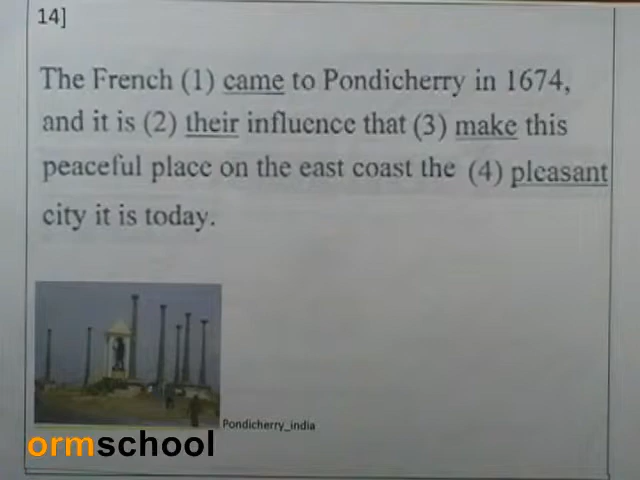 14]
The French (1) came to Pondicherry in 1674,
and it is (2) their influence that (3) make this
peaceful place on the east coast the (4) pleasant
city it is today.
Pondicherry_india
ormschool